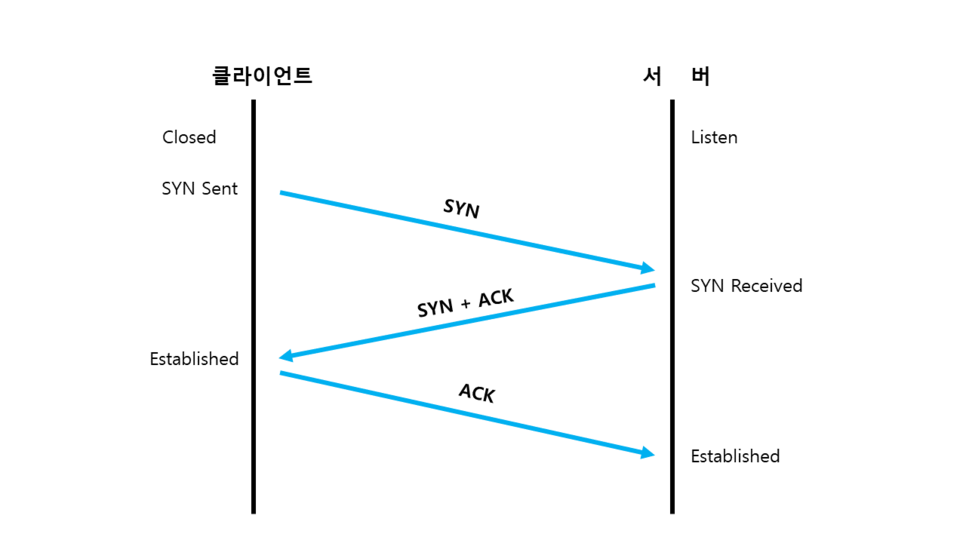 클라이언트
서 버
Closed
Listen
SYN Sent
SYN
SYN Received
SYN + ACK
Established
ACK
Established